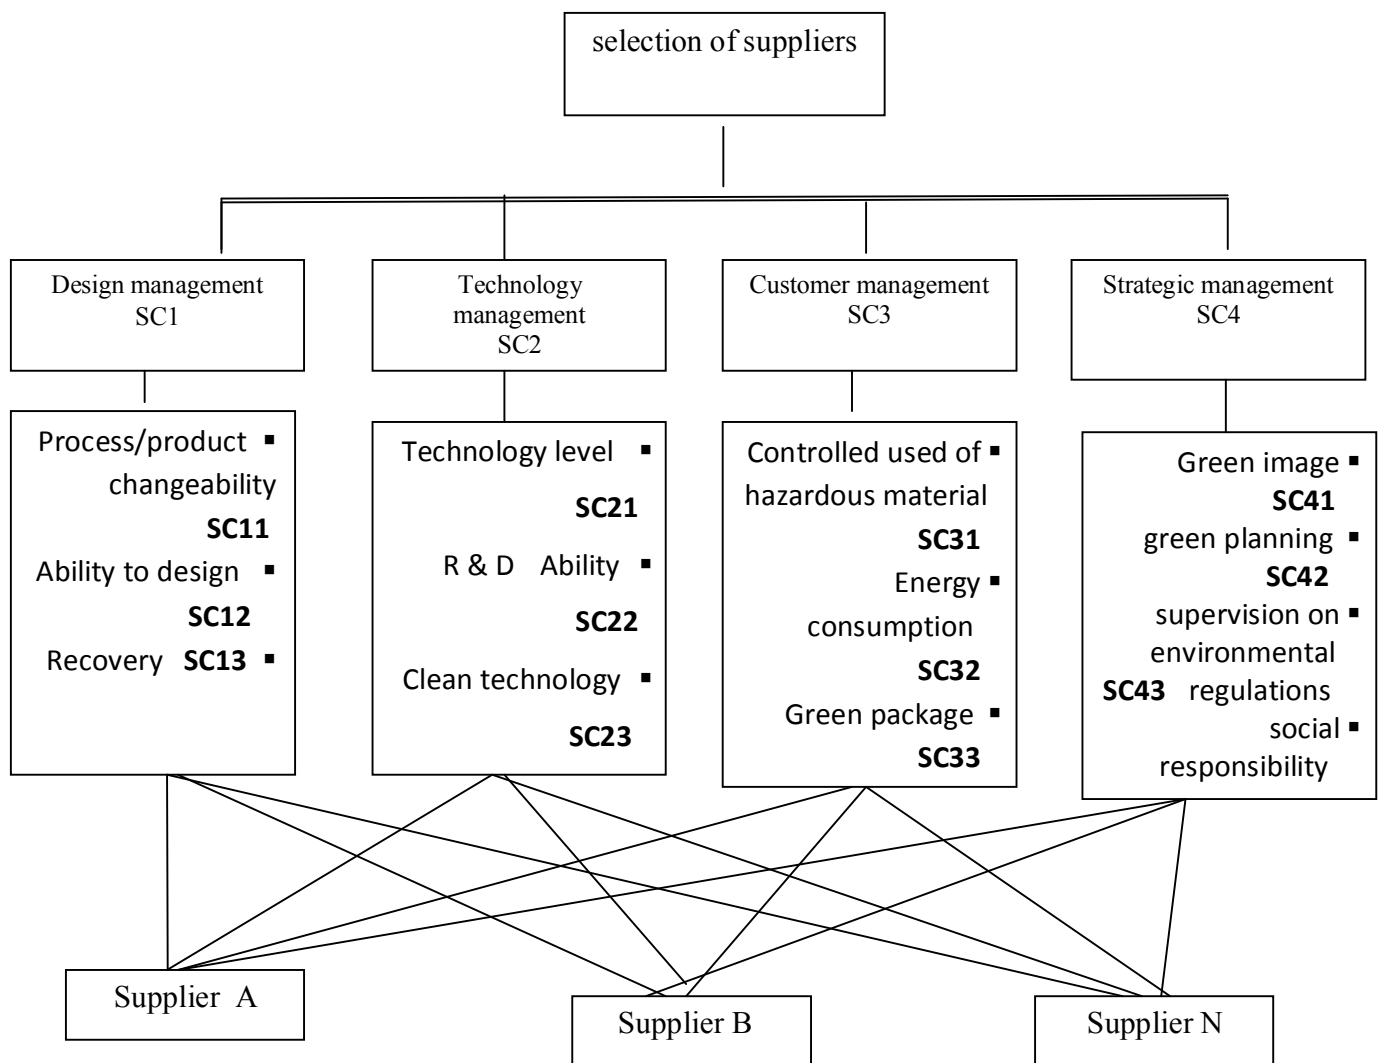 selection of suppliers
Design management
SC1
Technology
management
SC2
Customer management
SC3
Strategic management
SC4
Process/product ▪
changeability
SC11
Ability to design ▪
SC12
Recovery SC13 ▪
Technology level ▪
SC21
R & D Ability ▪
SC22
Clean technology ▪
SC23
Controlled used of ▪
hazardous material
SC31
Energy ▪
consumption
SC32
Green package ▪
SC33
Green image ▪
SC41
green planning ▪
SC42
supervision on ▪
environmental
SC43 regulations
social ▪
responsibility
Supplier A
Supplier B
Supplier N